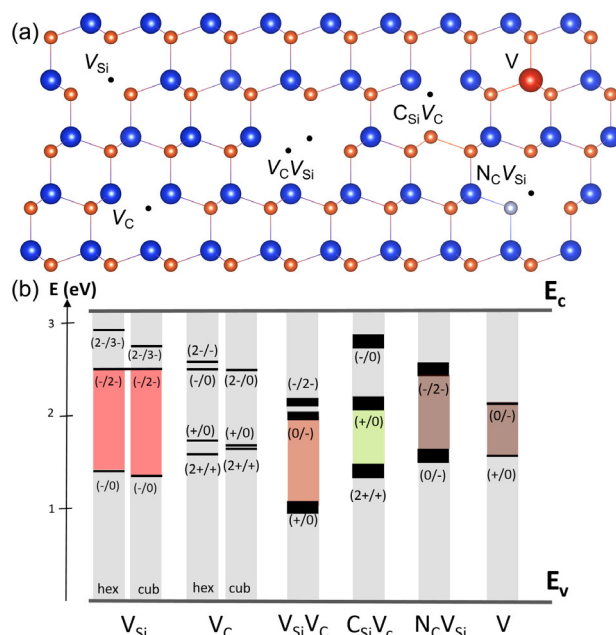 (a)
V_Si
V
C_SiV_C
V_CV_Si
N_CV_Si
V_C
(b)
E (eV)
E_c
3
(2-/3-)
(2-/3-)
(2-/-)
(-/0)
(-/2-)
(-/2-)
(-/0)
(2-/0)
(-/2-)
(-/2-)
2
(+/0)
(+/0)
(0/-)
(+/0)
(0/-)
(2+/+)
(2+/+)
(-/0)
(-/0)
(2+/+)
(0/-)
(+/0)
1
(+/0)
hex
cub
hex
cub
E_v
V_Si
V_C
V_SiV_C
C_SiV_c
N_CV_Si
V